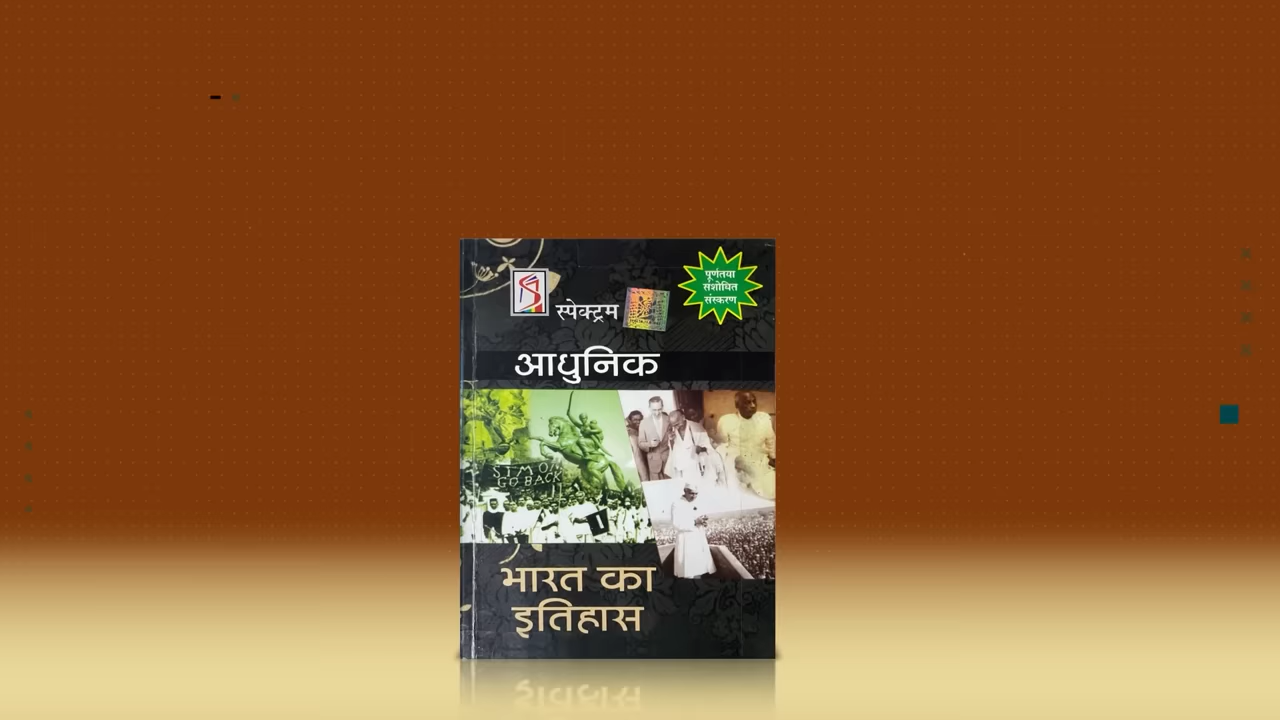 पूर्णतया
संशोधित
संस्करण
स्पेक्ट्रम
आधुनिक
SIMON
GO BACK
भारत का
इतिहास